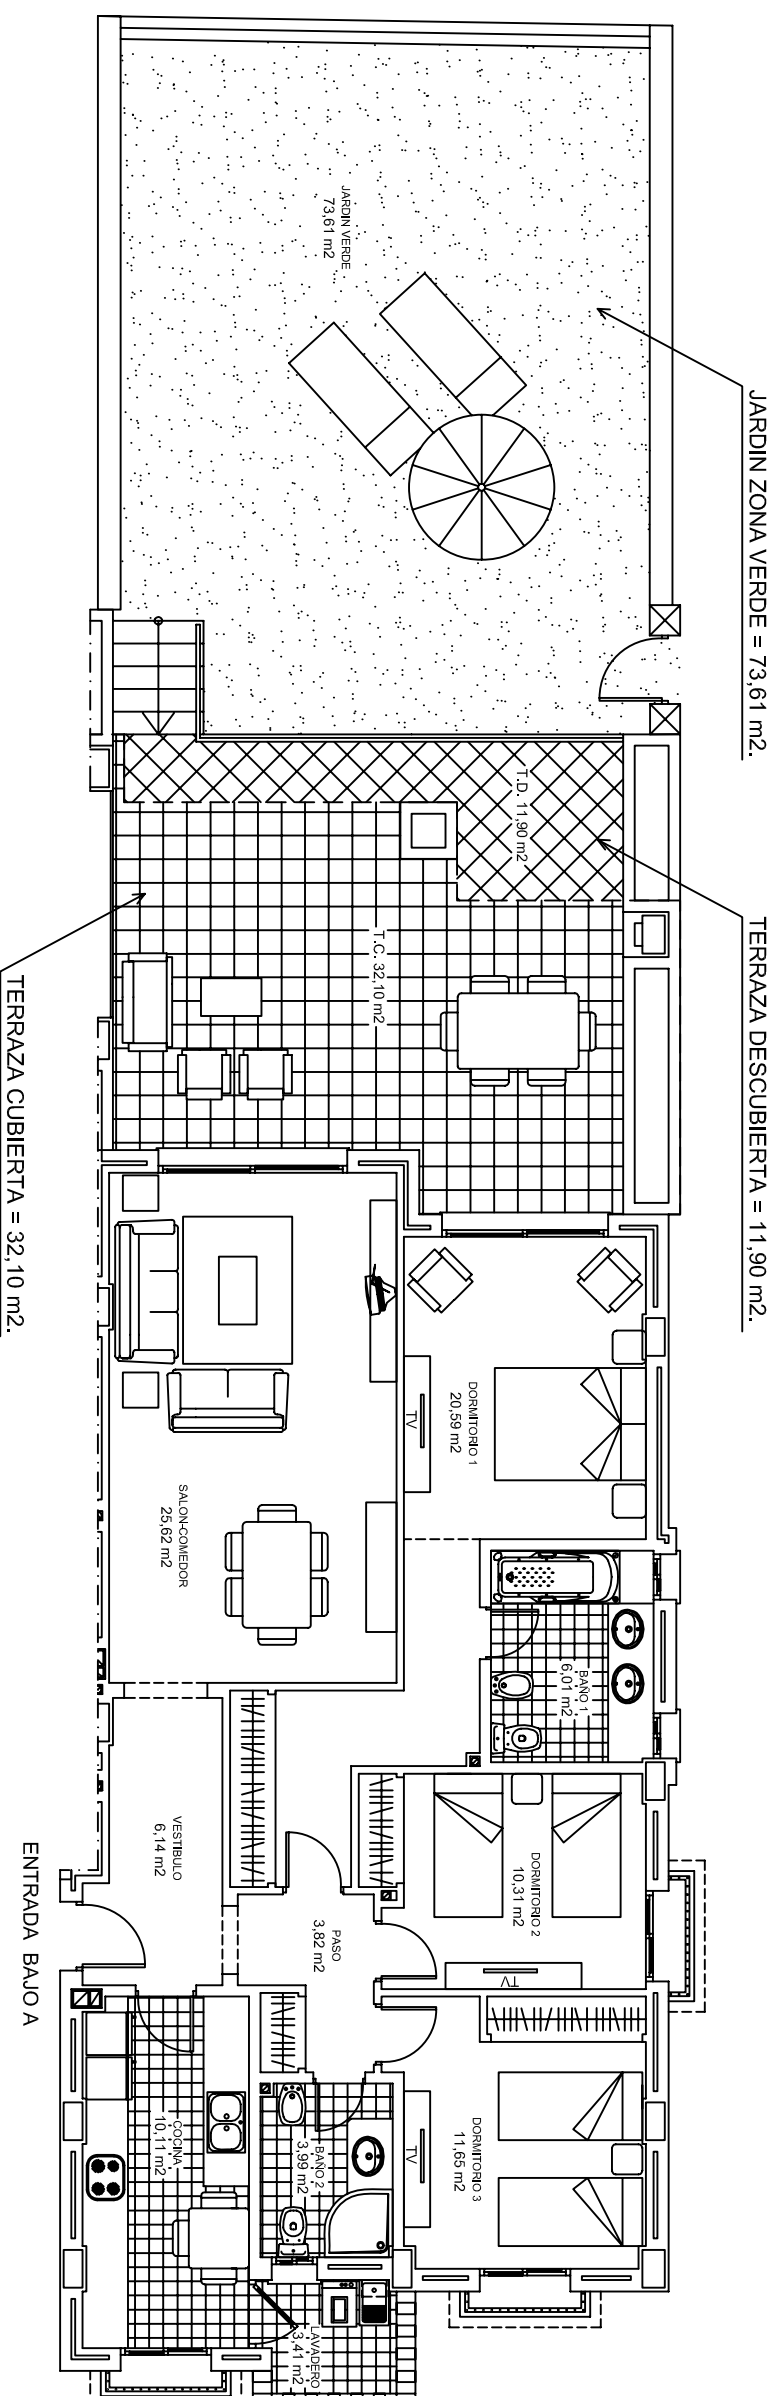 JARDIN ZONA VERDE = 73,61 m2.
TERRAZA DESCUBIERTA = 11,90 m2.
JARDIN VERDE
73,61 m2
T.D. 11,90 m2
T.C. 32,10 m2
TERRAZA CUBIERTA = 32,10 m2.
DORMITORIO 1
20,59 m2
TV
SALON-COMEDOR
25,62 m2
BAÑO 1
6,01 m2
VESTIBULO
6,14 m2
DORMITORIO 2
10,31 m2
TV
PASO
3,82 m2
ENTRADA BAJO A
COCINA
10,11 m2
BAÑO 2
3,99 m2
DORMITORIO 3
11,65 m2
TV
LAVADERO
3,41 m2